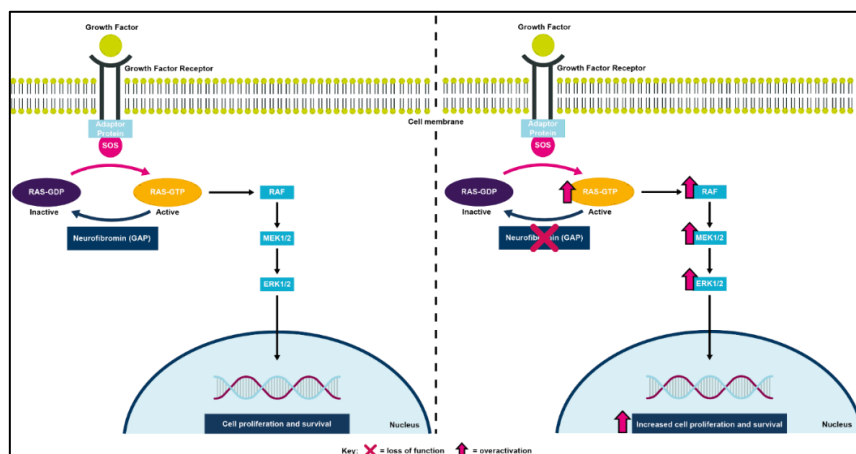 Growth Factor
Growth Factor Receptor
Adaptor
Protein
SOS
RAS-GDP
Inactive
RAS-GTP
Active
Neurofibromin (GAP)
RAF
MEK1/2
ERK1/2
Cell proliferation and survival
Nucleus
Cell membrane
Growth Factor
Growth Factor Receptor
Adaptor
Protein
SOS
RAS-GDP
Inactive
RAS-GTP
Active
Neurofibromin (GAP)
RAF
MEK1/2
ERK1/2
Increased cell proliferation and survival
Nucleus
Key: = loss of function = overactivation